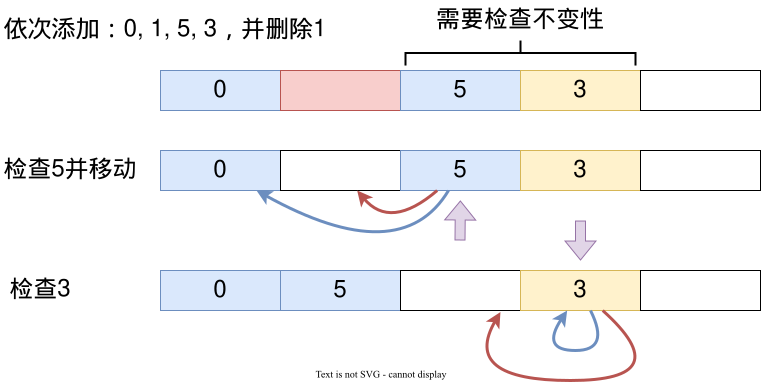 依次添加：0, 1, 5, 3，并删除1
需要检查不变性
0 5 3
检查5并移动
0 5 3
检查3
0 5 3
Text is not SVG - cannot display